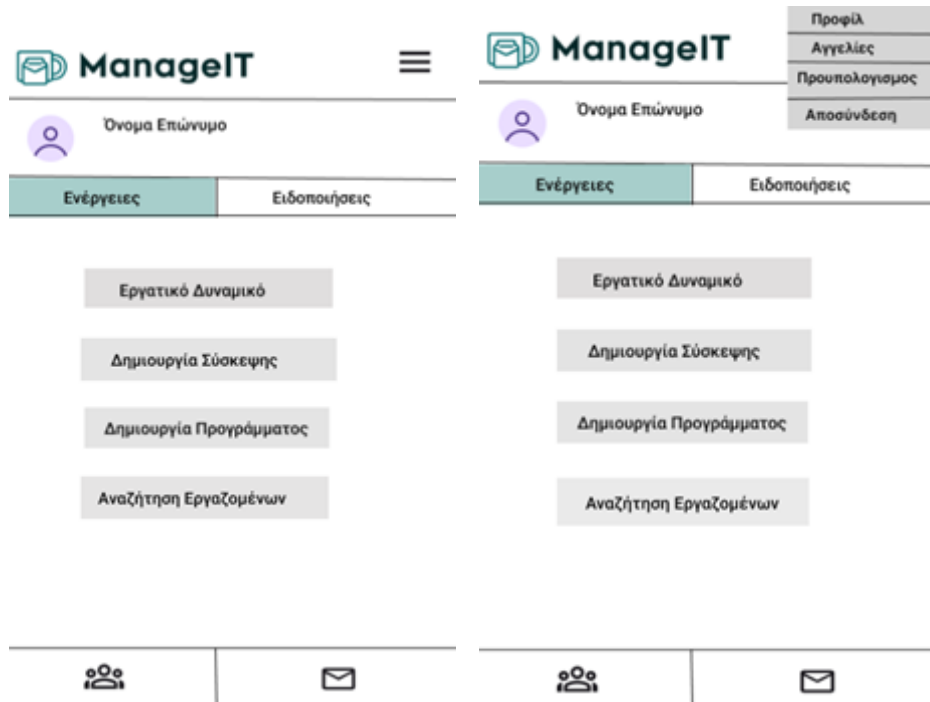 ManageIT
Όνομα Επώνυμο
Ενέργειες
Ειδοποιήσεις
Εργατικό Δυναμικό
Δημιουργία Σύσκεψης
Δημιουργία Προγράμματος
Αναζήτηση Εργαζομένων
ManageIT
Προφίλ
Αγγελίες
Προυπολογισμος
Αποσύνδεση
Όνομα Επώνυμο
Ενέργειες
Ειδοποιήσεις
Εργατικό Δυναμικό
Δημιουργία Σύσκεψης
Δημιουργία Προγράμματος
Αναζήτηση Εργαζομένων